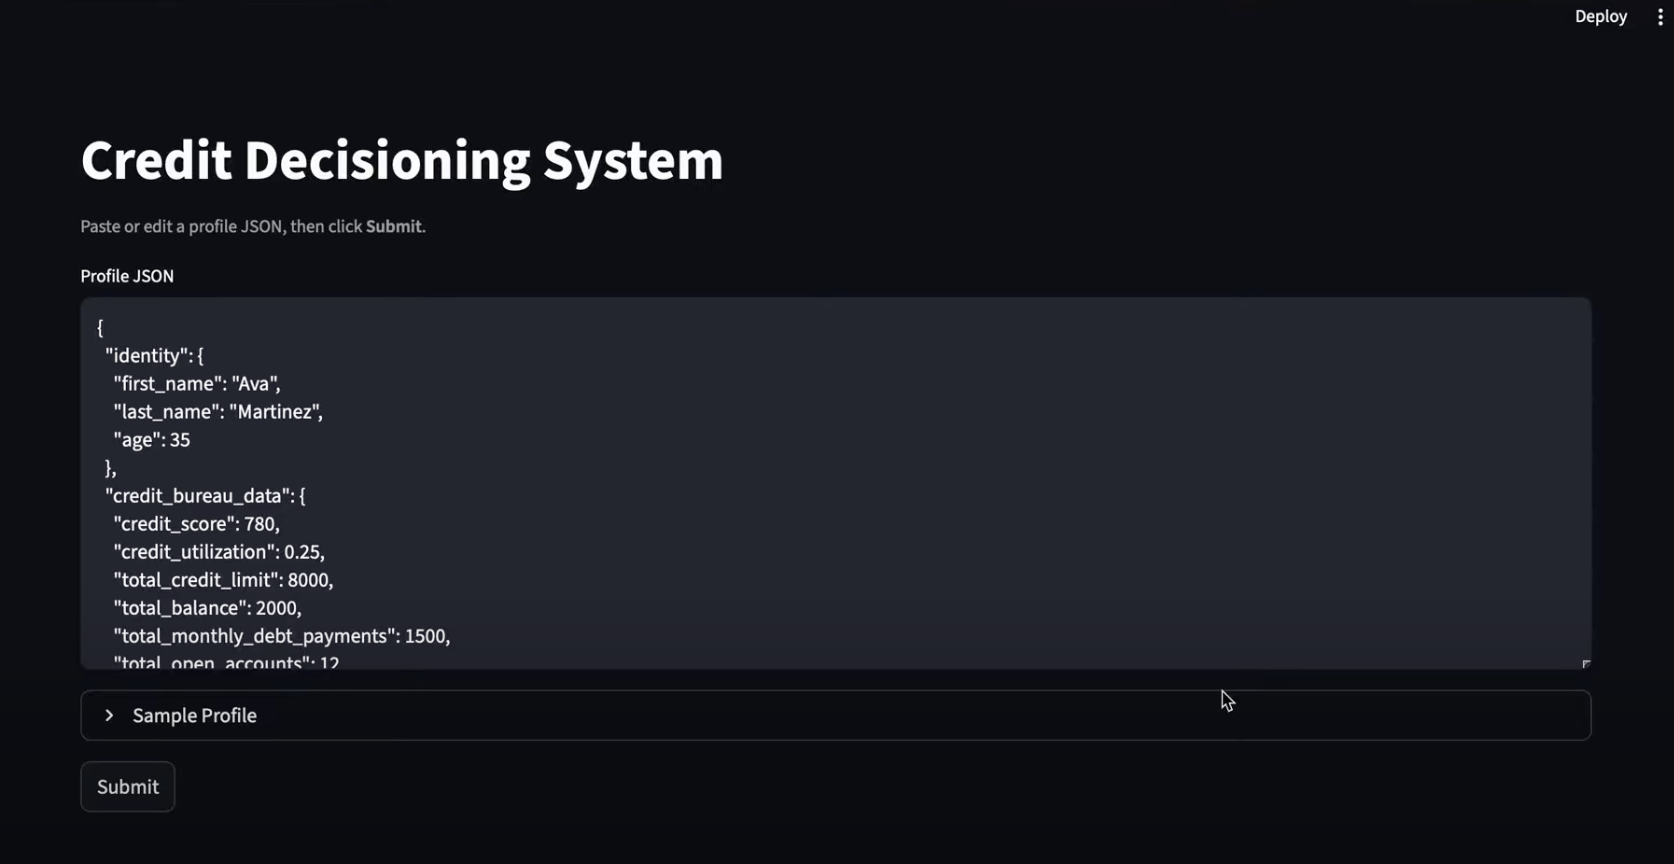 Deploy
Credit Decisioning System
Paste or edit a profile JSON, then click Submit.
Profile JSON
{
"identity": {
"first_name": "Ava",
"last_name": "Martinez",
"age": 35
},
"credit_bureau_data": {
"credit_score": 780,
"credit_utilization": 0.25,
"total_credit_limit": 8000,
"total_balance": 2000,
"total_monthly_debt_payments": 1500,
"total_open_accounts": 12
Sample Profile
Submit